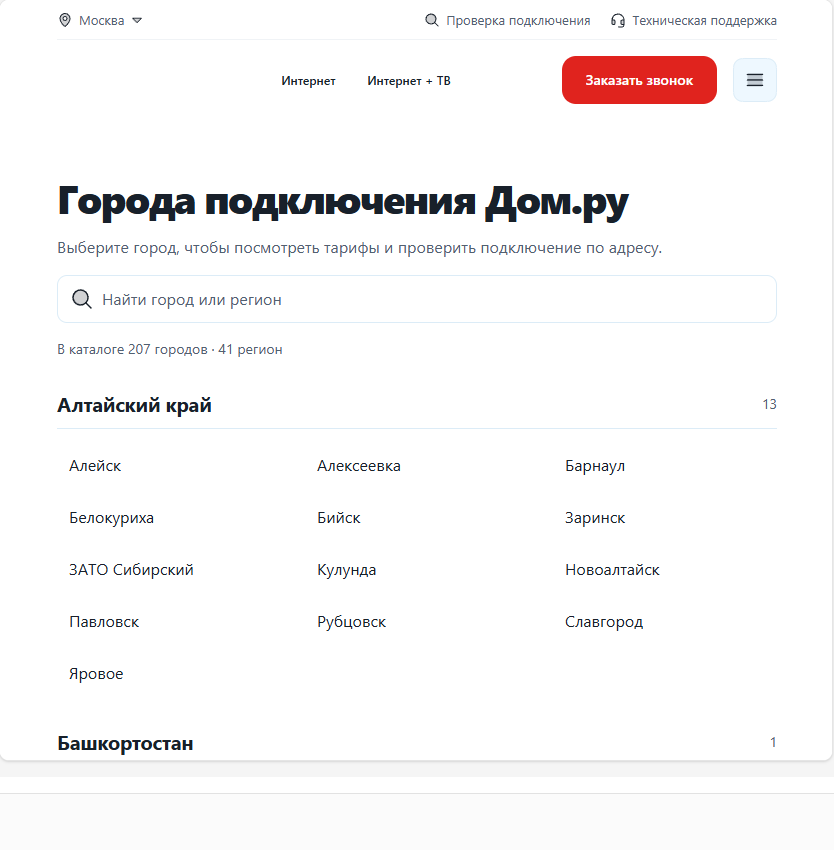 Москва Проверка подключения Техническая поддержка
Интернет Интернет + ТВ Заказать звонок
Города подключения Дом.ру
Выберите город, чтобы посмотреть тарифы и проверить подключение по адресу.
Найти город или регион
В каталоге 207 городов · 41 регион
Алтайский край 13
Алейск Алексеевка Барнаул
Белокуриха Бийск Заринск
ЗАТО Сибирский Кулунда Новоалтайск
Павловск Рубцовск Славгород
Яровое
Башкортостан 1